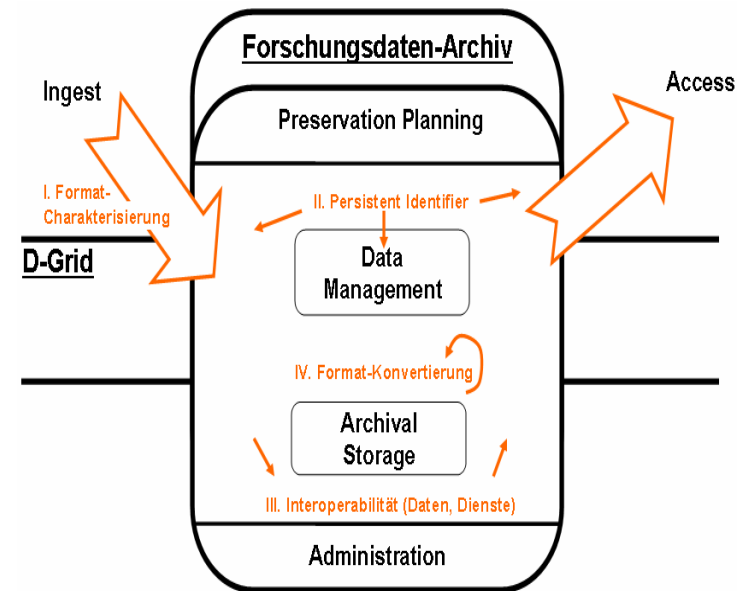 Forschungsdaten-Archiv
Ingest
Access
Preservation Planning
I. Format-
Charakterisierung
II. Persistent Identifier
D-Grid
Data
Management
IV. Format-Konvertierung
Archival
Storage
III. Interoperabilität (Daten, Dienste)
Administration